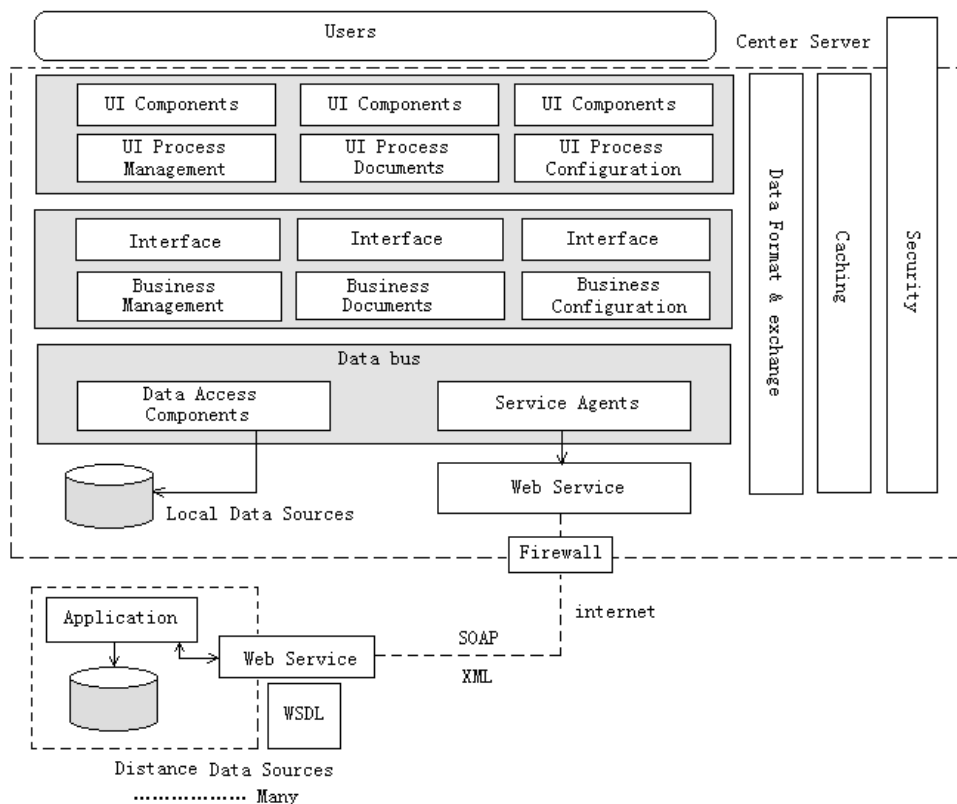 Users
Center Server
UI Components
UI Components
UI Components
UI Process
Management
UI Process
Documents
UI Process
Configuration
Interface
Interface
Interface
Business
Management
Business
Documents
Business
Configuration
Data bus
Data Access
Components
Service Agents
Local Data Sources
Web Service
Data Format & exchange
Caching
Security
Firewall
internet
Application
Web Service
SOAP
XML
WSDL
Distance Data Sources
.................. Many